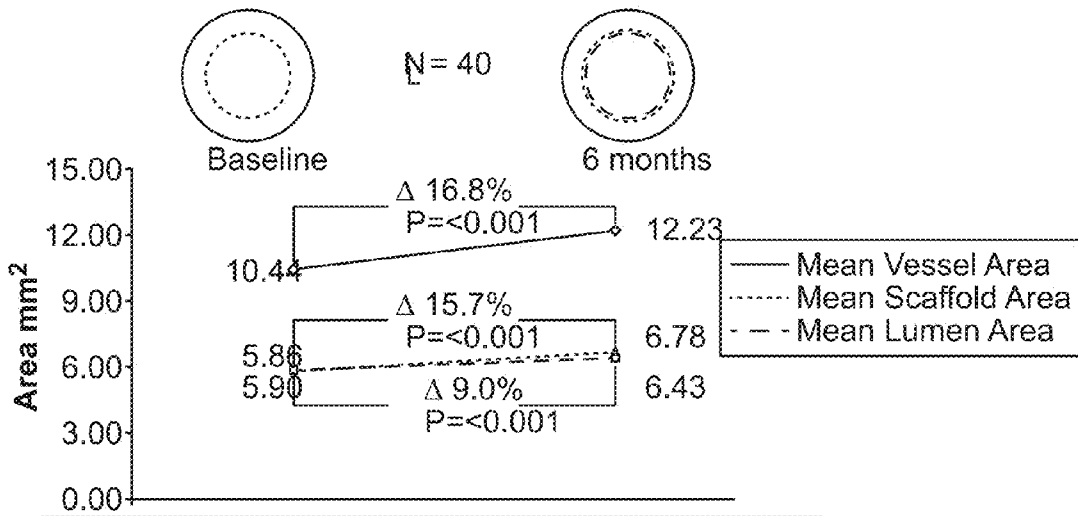 N = 40
Baseline
6 months
15.00
Δ 16.8%
P=<0.001
12.23
12.00
10.44
Mean Vessel Area
Mean Scaffold Area
Mean Lumen Area
9.00
Δ 15.7%
P=<0.001
6.78
5.86
6.00
5.90
Δ 9.0%
6.43
P=<0.001
3.00
0.00
Area mm²